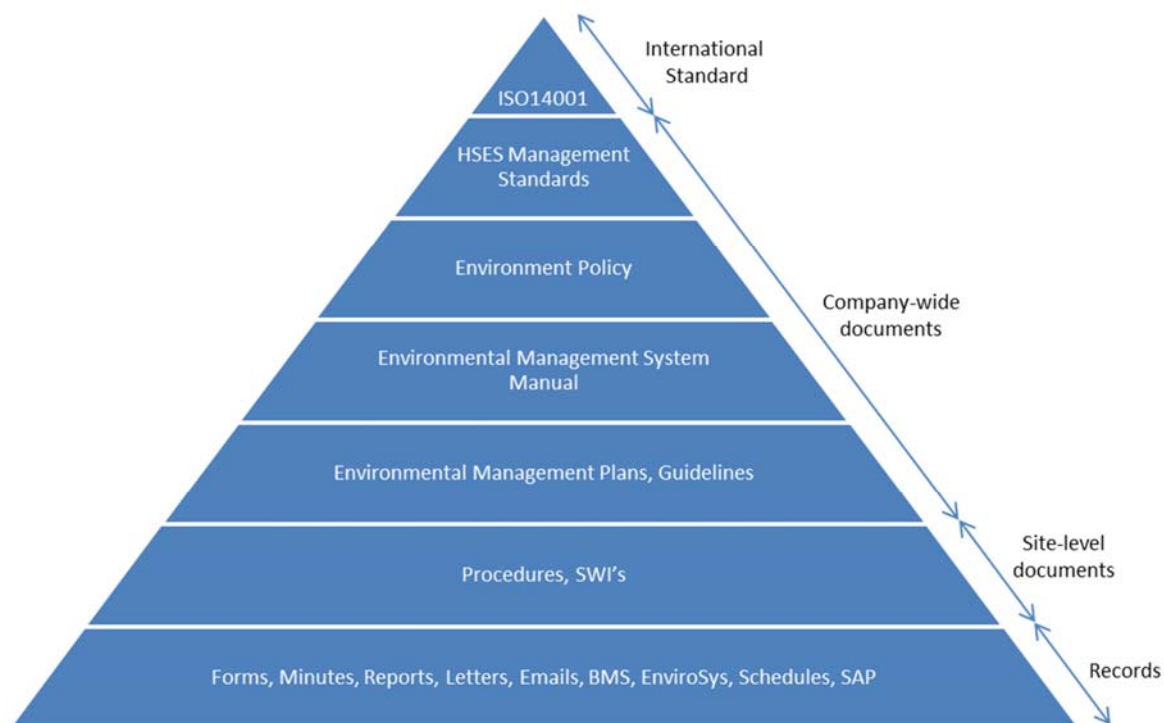 International
Standard
ISO14001
HSES Management
Standards
Environment Policy
Company-wide
documents
Environmental Management System
Manual
Environmental Management Plans, Guidelines
Site-level
documents
Procedures, SWI’s
Records
Forms, Minutes, Reports, Letters, Emails, BMS, EnviroSys, Schedules, SAP